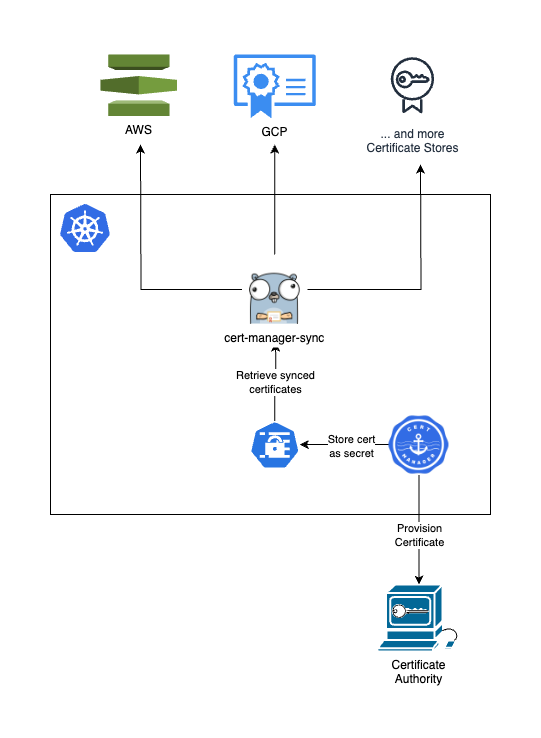 AWS
GCP
... and more
Certificate Stores
cert-manager-sync
Retrieve synced
certificates
Store cert
as secret
CERT
MANAGER
Provision
Certificate
Certificate
Authority